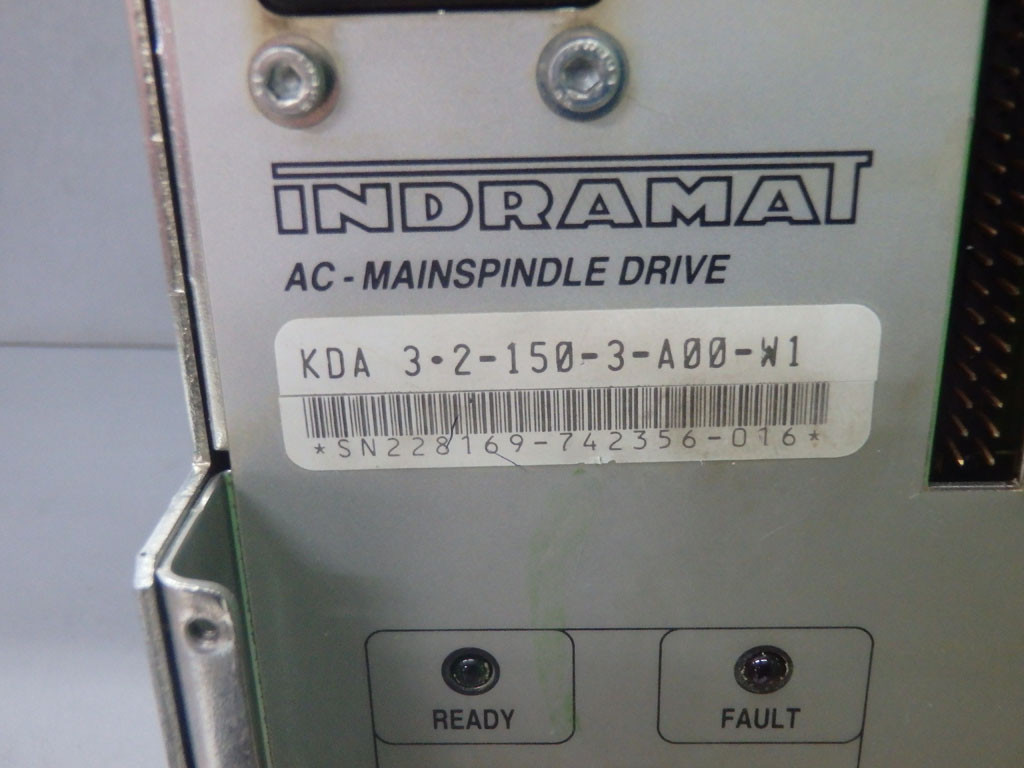 INDRAMAT
AC-MAINSPINDLE DRIVE
KDA 3·2-150-3-A00-W1
*SN228169-742356-016*
READY
FAULT